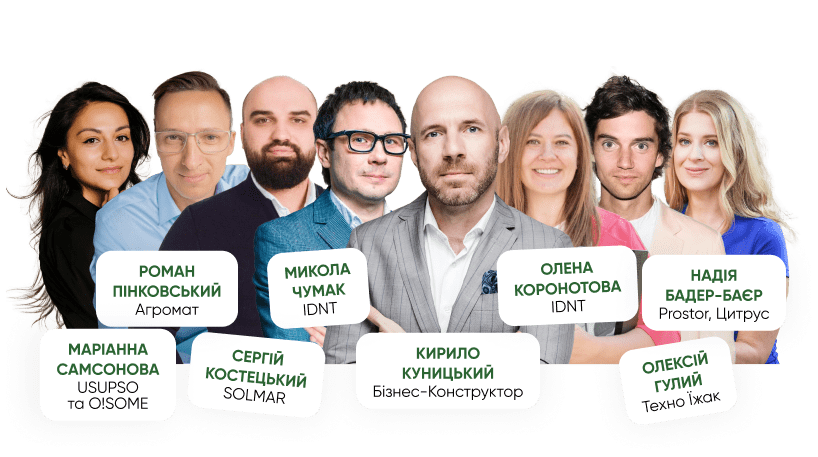 РОМАН
ПІНКОВСЬКИЙ
Агромат
МИКОЛА
ЧУМАК
IDNT
ОЛЕНА
КОРОНОТОВА
IDNT
НАДІЯ
БАДЕР-БАЄР
Prostor, Цитрус
МАРІАННА
САМСОНОВА
USUPSO
та O!SOME
СЕРГІЙ
КОСТЕЦЬКИЙ
SOLMAR
КИРИЛО
КУНИЦЬКИЙ
Бізнес-Конструктор
ОЛЕКСІЙ
ГУЛИЙ
Техно Їжак